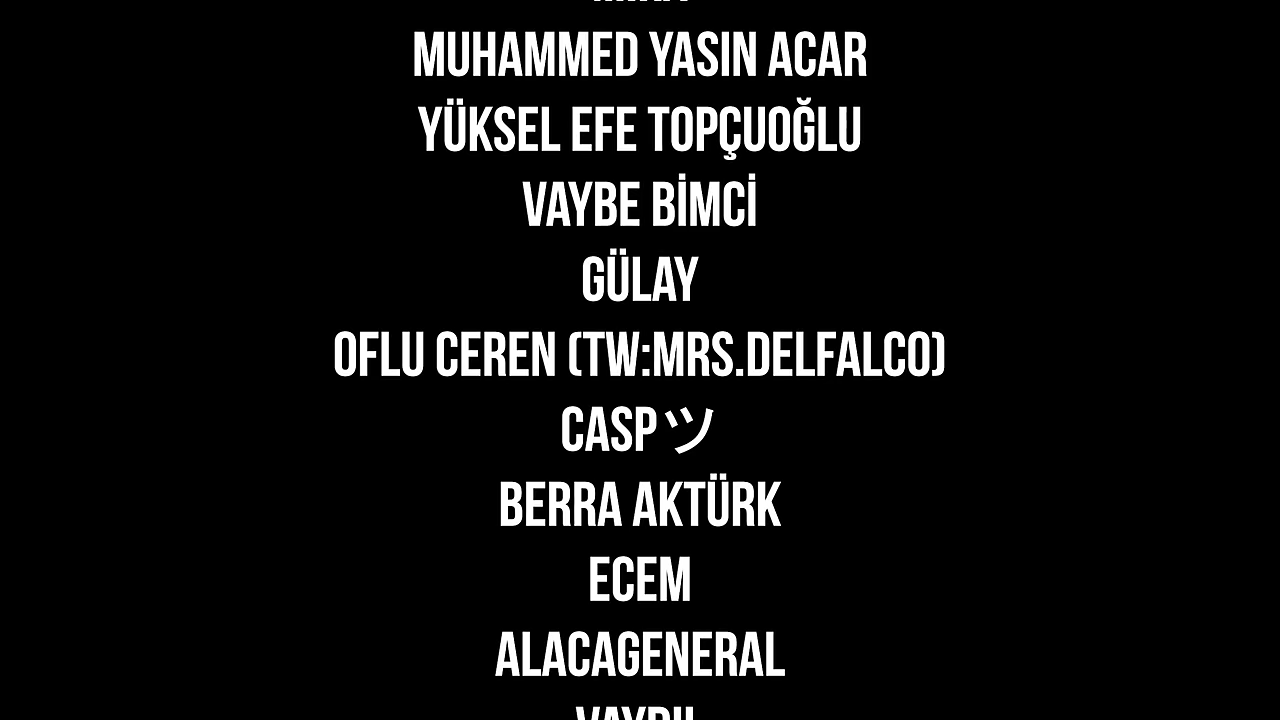 MUHAMMED YASIN ACAR
YÜKSEL EFE TOPÇUOĞLU
VAYBE BİMCİ
GÜLAY
OFLU CEREN (TW:MRS.DELFALCO)
CASPツ
BERRA AKTÜRK
ECEM
ALACAGENERAL